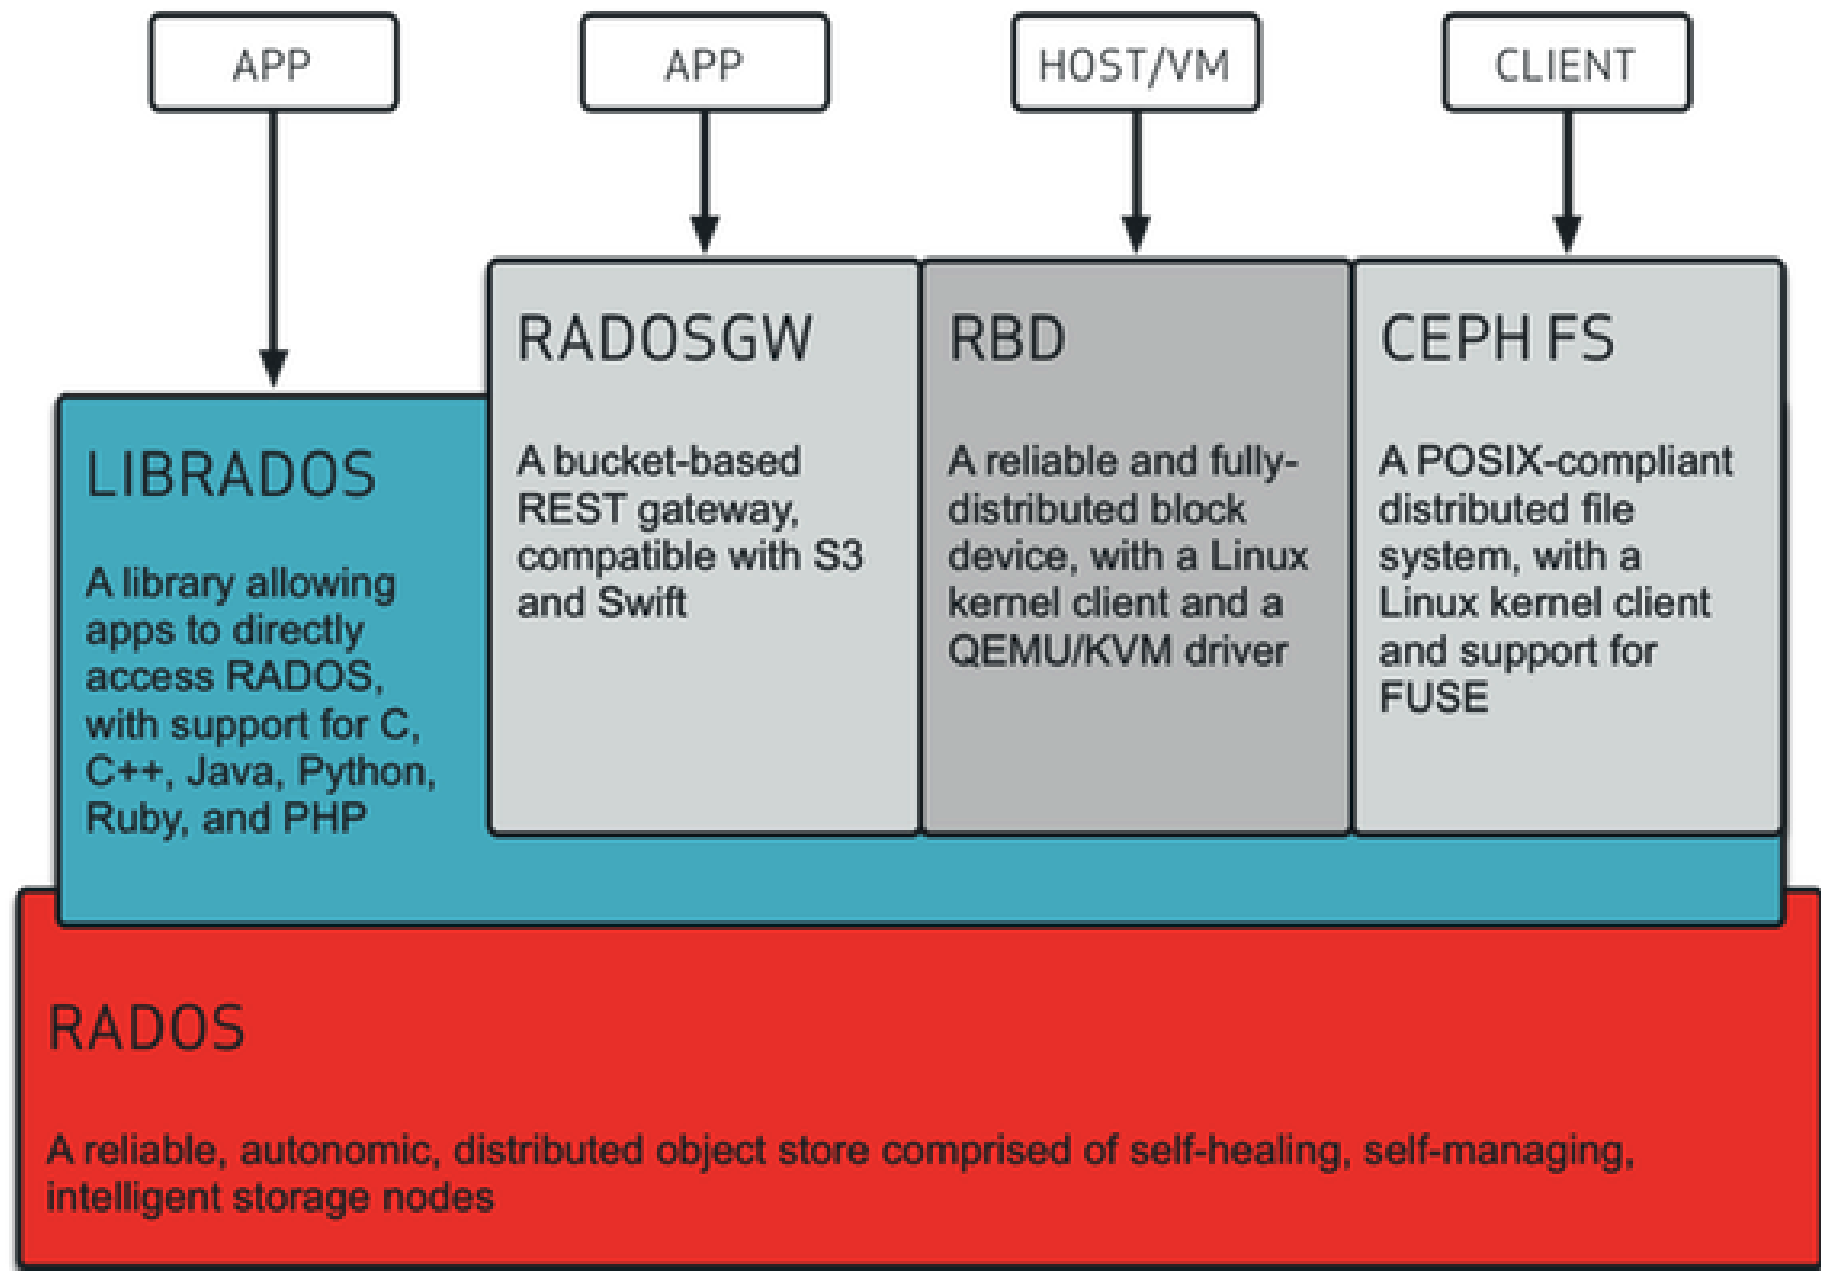 APP
APP
HOST/VM
CLIENT
LIBRADOS
A library allowing
apps to directly
access RADOS,
with support for C,
C++, Java, Python,
Ruby, and PHP
RADOSGW
A bucket-based
REST gateway,
compatible with S3
and Swift
RBD
A reliable and fully-
distributed block
device, with a Linux
kernel client and a
QEMU/KVM driver
CEPH FS
A POSIX-compliant
distributed file
system, with a
Linux kernel client
and support for
FUSE
RADOS
A reliable, autonomic, distributed object store comprised of self-healing, self-managing,
intelligent storage nodes